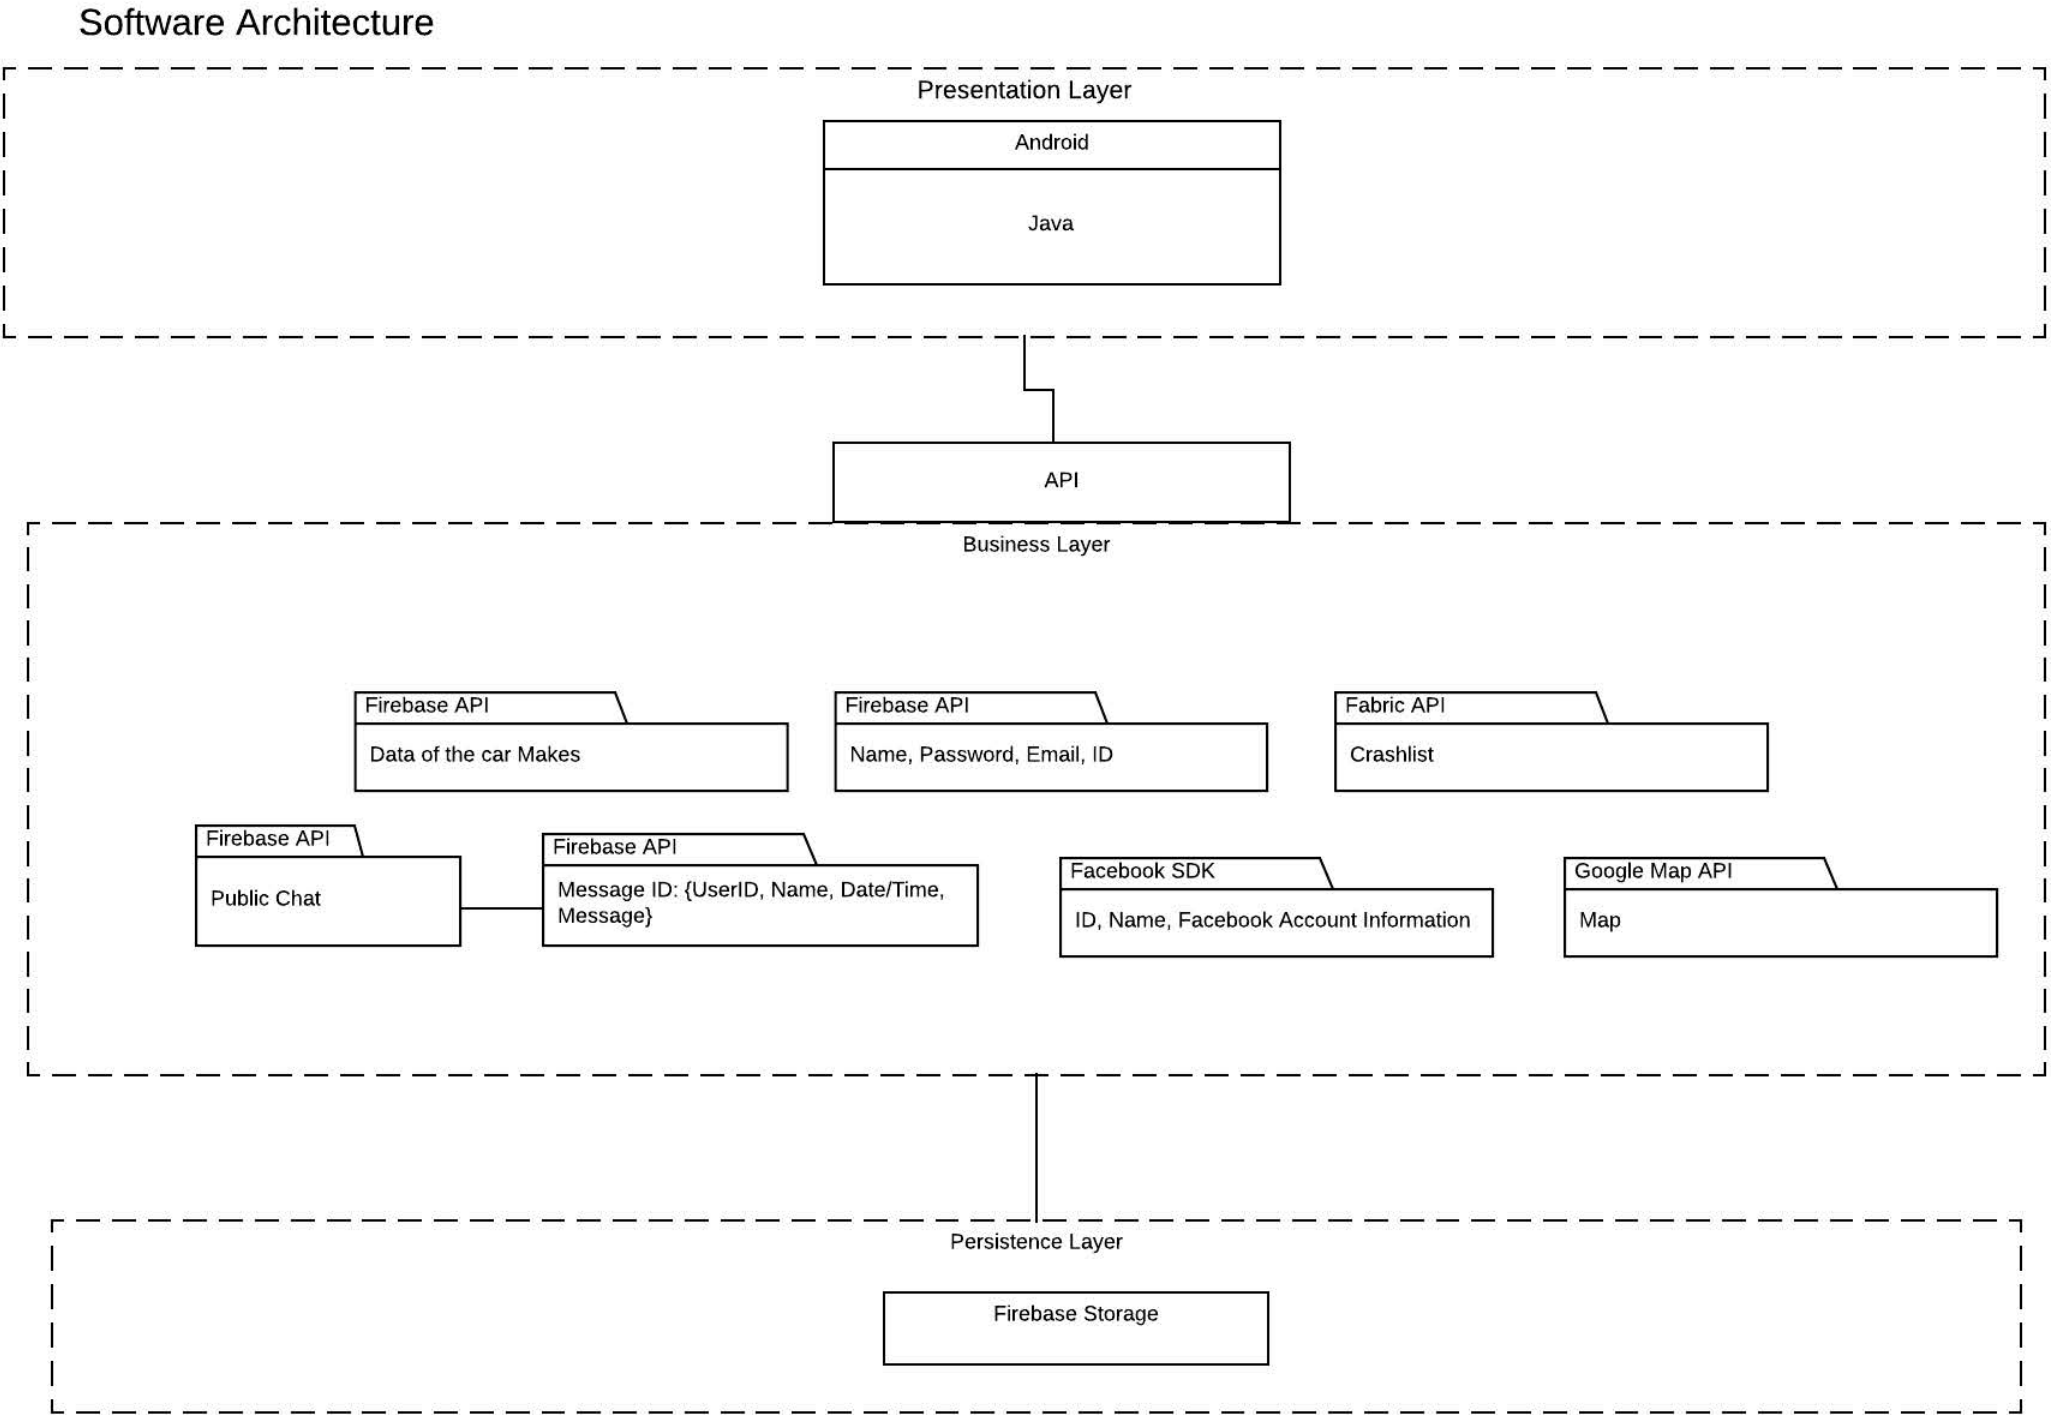 Software Architecture
Presentation Layer
Android
Java
API
Business Layer
Firebase API
Data of the car Makes
Firebase API
Name, Password, Email, ID
Fabric API
Crashlist
Firebase API
Public Chat
Firebase API
Message ID: {UserID, Name, Date/Time,
Message}
Facebook SDK
ID, Name, Facebook Account Information
Google Map API
Map
Persistence Layer
Firebase Storage